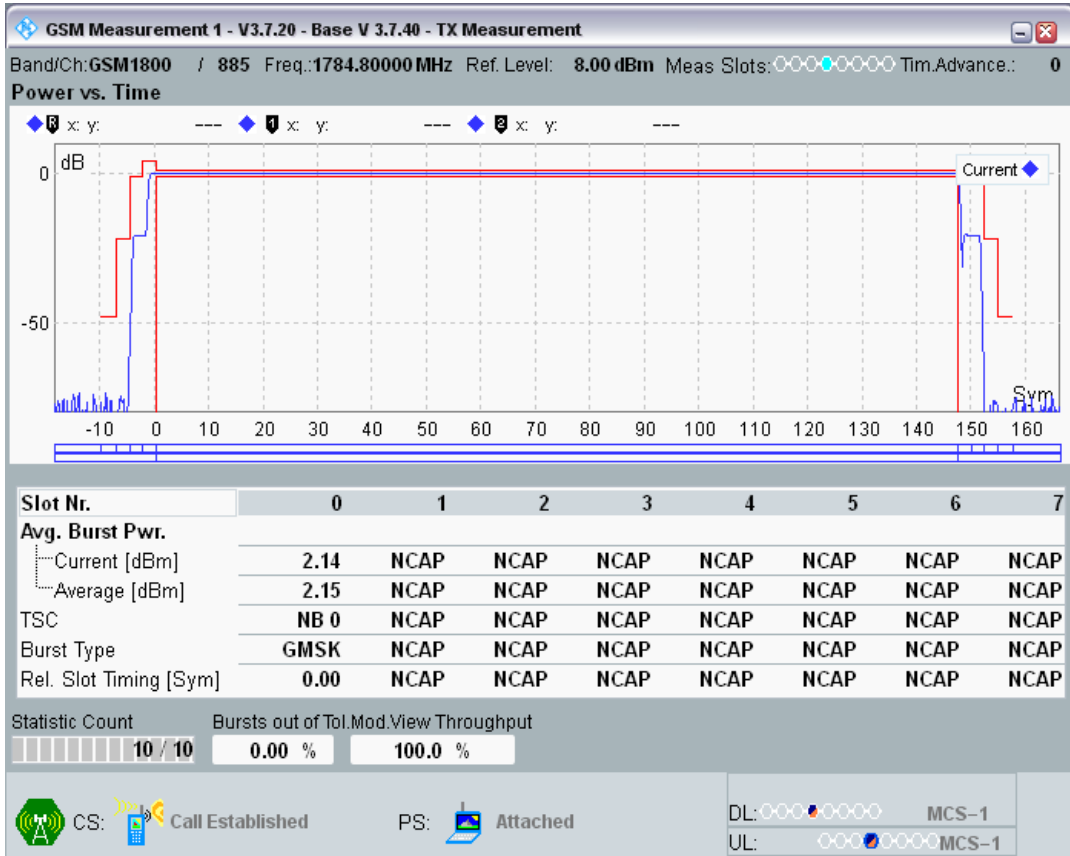 GSM Measurement 1 - V3.7.20 - Base V 3.7.40 - TX Measurement
Band/Ch:GSM1800 / 885 Freq.:1784.80000 MHz Ref. Level: 8.00 dBm Meas Slots: Tim.Advance.: 0
Power vs. Time
R x: y: --- 1 x: y: --- 2 x: y: ---
dB
0
Current
-50
Sym
-10 0 10 20 30 40 50 60 70 80 90 100 110 120 130 140 150 160
Slot Nr. 0 1 2 3 4 5 6 7
Avg. Burst Pwr.
Current [dBm] 2.14 NCAP NCAP NCAP NCAP NCAP NCAP NCAP
Average [dBm] 2.15 NCAP NCAP NCAP NCAP NCAP NCAP NCAP
TSC NB 0 NCAP NCAP NCAP NCAP NCAP NCAP NCAP
Burst Type GMSK NCAP NCAP NCAP NCAP NCAP NCAP NCAP
Rel. Slot Timing [Sym] 0.00 NCAP NCAP NCAP NCAP NCAP NCAP NCAP
Statistic Count Bursts out of Tol.Mod.View Throughput
10 / 10 0.00 % 100.0 %
CS: Call Established PS: Attached
DL: MCS-1
UL: MCS-1